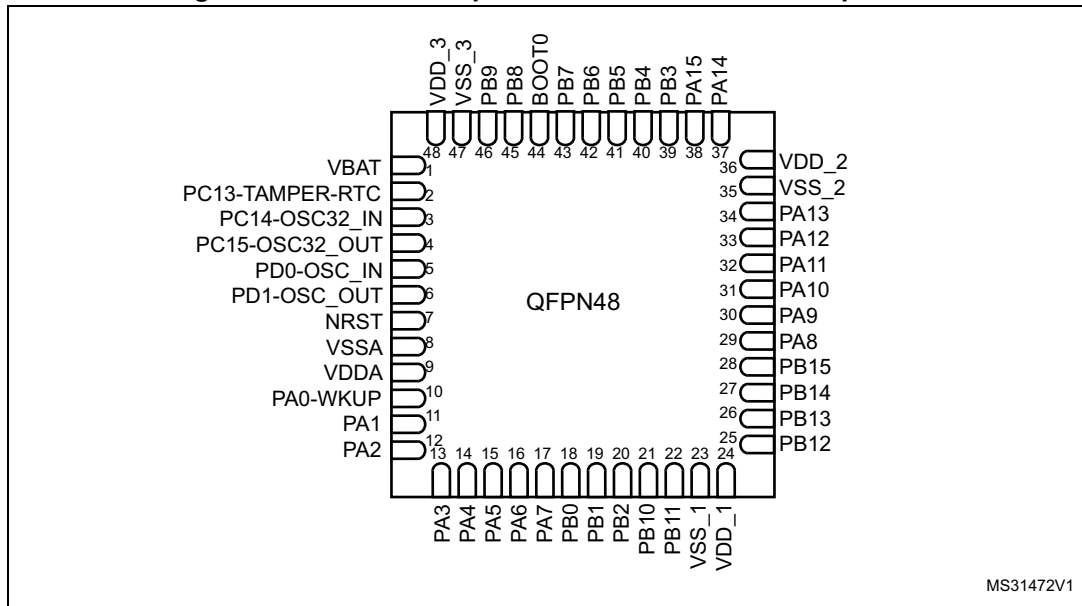 VDD_3
VSS_3
PB9
PB8
BOOT0
PB7
PB6
PB5
PB4
PB3
PA15
PA14
48 47 46 45 44 43 42 41 40 39 38 37
VBAT 1
PC13-TAMPER-RTC 2
PC14-OSC32_IN 3
PC15-OSC32_OUT 4
PD0-OSC_IN 5
PD1-OSC_OUT 6
NRST 7
VSSA 8
VDDA 9
PA0-WKUP 10
PA1 11
PA2 12
QFPN48
36 VDD_2
35 VSS_2
34 PA13
33 PA12
32 PA11
31 PA10
30 PA9
29 PA8
28 PB15
27 PB14
26 PB13
25 PB12
13 14 15 16 17 18 19 20 21 22 23 24
PA3
PA4
PA5
PA6
PA7
PB0
PB1
PB2
PB10
PB11
VSS_1
VDD_1
MS31472V1